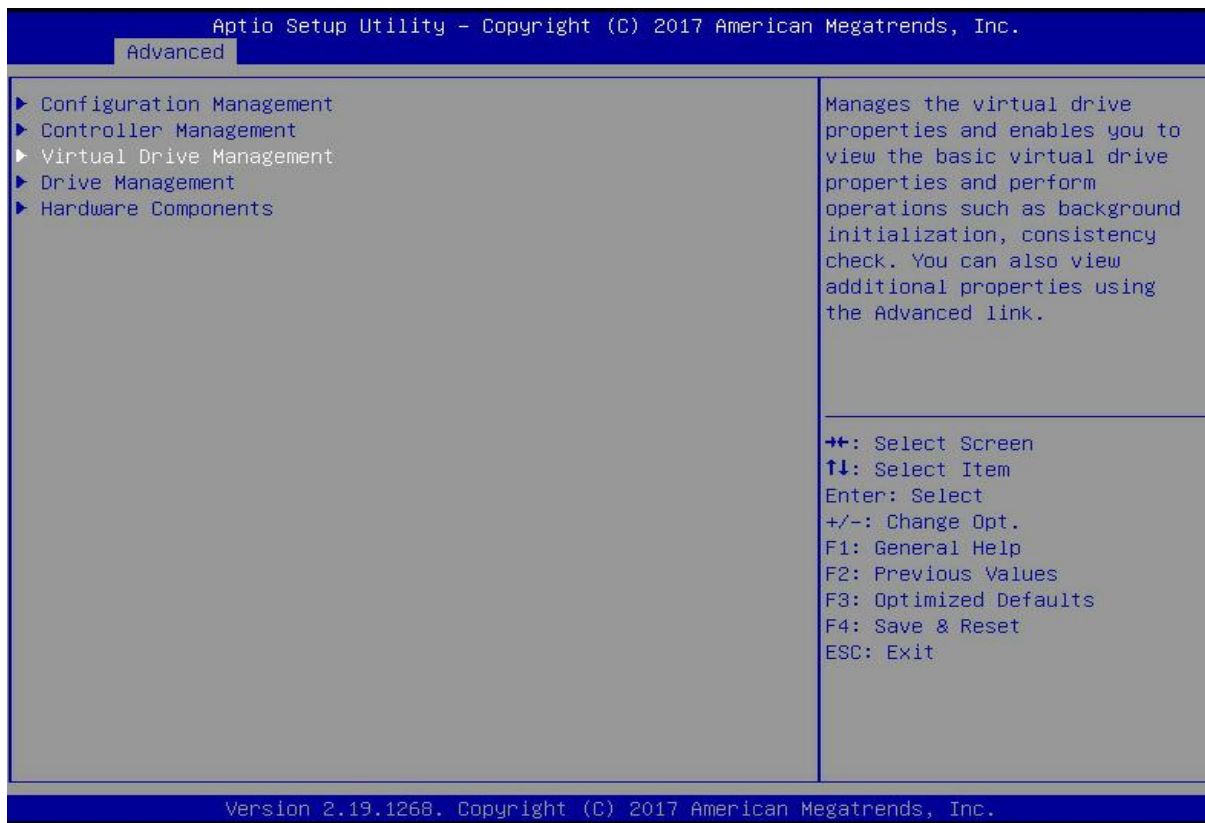 Aptio Setup Utility – Copyright (C) 2017 American Megatrends, Inc.
Advanced
▶ Configuration Management
▶ Controller Management
▶ Virtual Drive Management
▶ Drive Management
▶ Hardware Components
Manages the virtual drive
properties and enables you to
view the basic virtual drive
properties and perform
operations such as background
initialization, consistency
check. You can also view
additional properties using
the Advanced link.
→←: Select Screen
↑↓: Select Item
Enter: Select
+/-: Change Opt.
F1: General Help
F2: Previous Values
F3: Optimized Defaults
F4: Save & Reset
ESC: Exit
Version 2.19.1268. Copyright (C) 2017 American Megatrends, Inc.